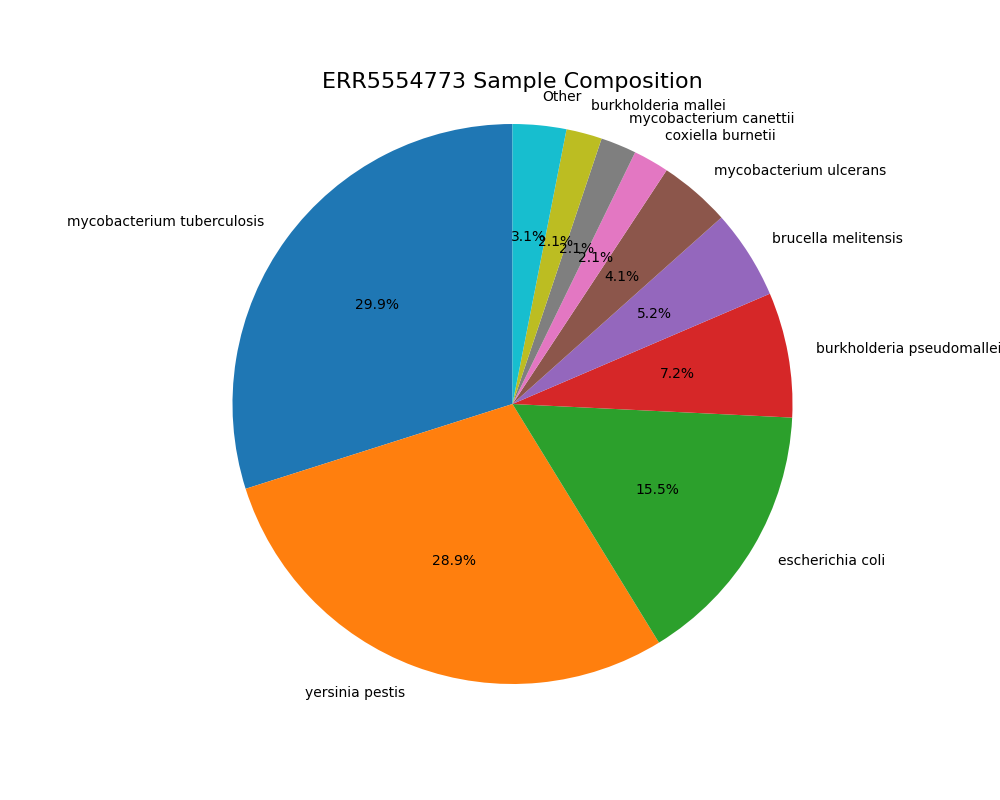 ERR5554773 Sample Composition
Other
burkholderia mallei
mycobacterium canettii
coxiella burnetii
mycobacterium ulcerans
mycobacterium tuberculosis
brucella melitensis
3.1%
2.1%
2.1%
2.1%
4.1%
29.9%
5.2%
burkholderia pseudomallei
7.2%
15.5%
28.9%
escherichia coli
yersinia pestis